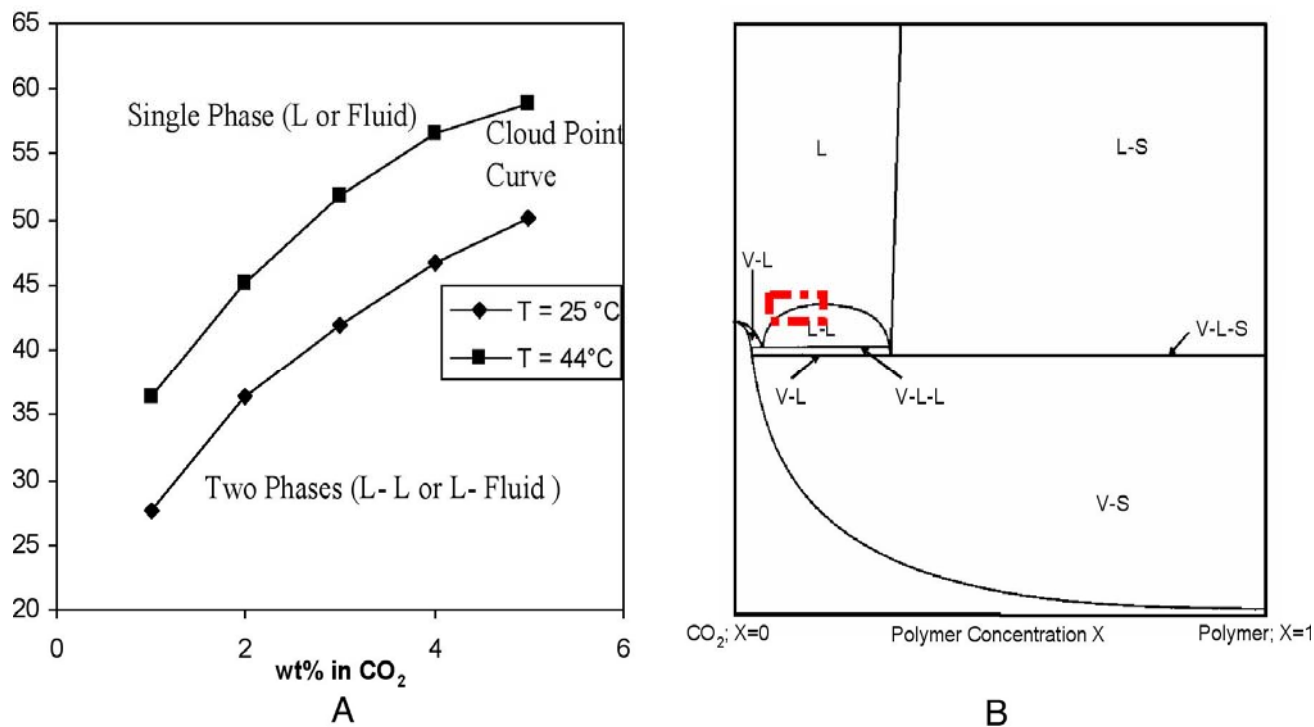 65
60
55
50
45
40
35
30
25
20
0
2
4
6
Single Phase (L or Fluid)
Cloud Point
Curve
T = 25 °C
T = 44°C
Two Phases (L- L or L- Fluid )
wt% in CO2
A
L
L-S
V-L
L-L
V-L-S
V-L
V-L-L
V-S
CO2; X=0
Polymer Concentration X
Polymer; X=1
B